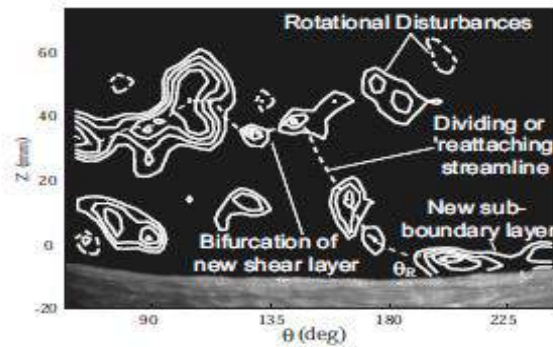 Rotational Disturbances
60
40
Z (mm)
Dividing or
'reattaching'
streamline
20
New sub-
boundary layer
Bifurcation of
new shear layer
0
θR
-20
90
135
180
225
θ (deg)